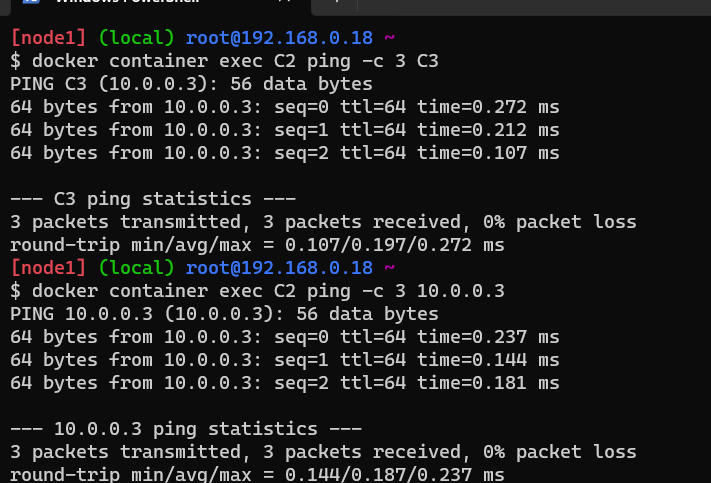 Windows PowerShell
[node1] (local) root@192.168.0.18 ~
$ docker container exec C2 ping -c 3 C3
PING C3 (10.0.0.3): 56 data bytes
64 bytes from 10.0.0.3: seq=0 ttl=64 time=0.272 ms
64 bytes from 10.0.0.3: seq=1 ttl=64 time=0.212 ms
64 bytes from 10.0.0.3: seq=2 ttl=64 time=0.107 ms
--- C3 ping statistics ---
3 packets transmitted, 3 packets received, 0% packet loss
round-trip min/avg/max = 0.107/0.197/0.272 ms
[node1] (local) root@192.168.0.18 ~
$ docker container exec C2 ping -c 3 10.0.0.3
PING 10.0.0.3 (10.0.0.3): 56 data bytes
64 bytes from 10.0.0.3: seq=0 ttl=64 time=0.237 ms
64 bytes from 10.0.0.3: seq=1 ttl=64 time=0.144 ms
64 bytes from 10.0.0.3: seq=2 ttl=64 time=0.181 ms
--- 10.0.0.3 ping statistics ---
3 packets transmitted, 3 packets received, 0% packet loss
round-trip min/avg/max = 0.144/0.187/0.237 ms